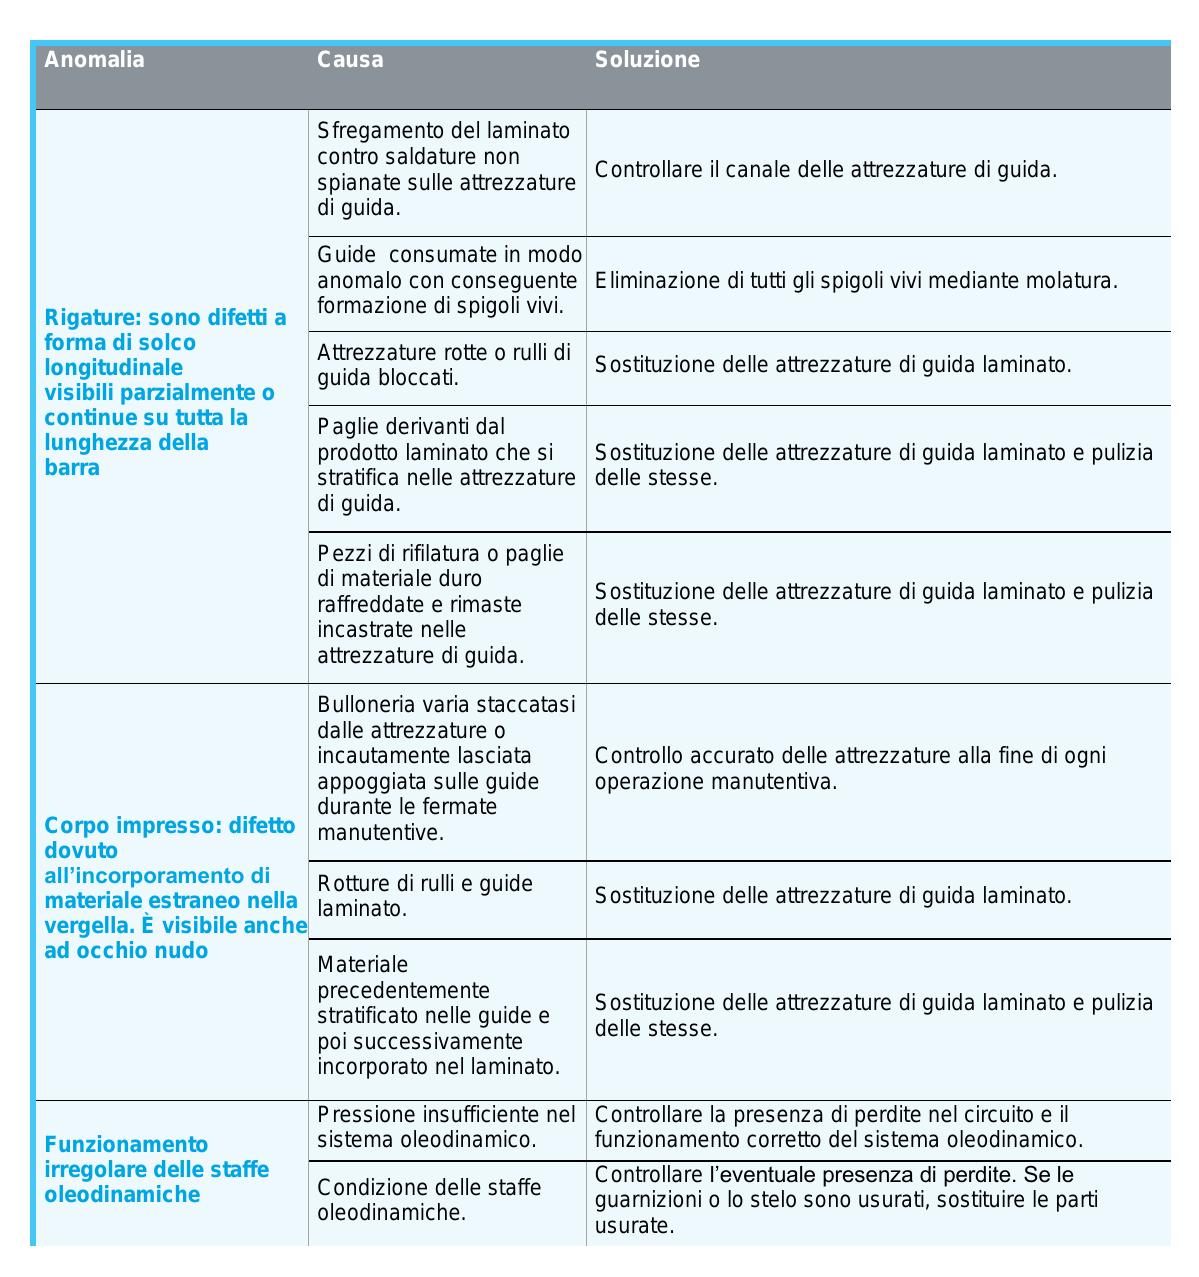 Anomalia
Causa
Soluzione
Rigature: sono difetti a
forma di solco
longitudinale
visibili parzialmente o
continue su tutta la
lunghezza della
barra
Sfregamento del laminato
contro saldature non
spianate sulle attrezzature
di guida.
Controllare il canale delle attrezzature di guida.
Guide  consumate in modo
anomalo con conseguente
formazione di spigoli vivi.
Eliminazione di tutti gli spigoli vivi mediante molatura.
Attrezzature rotte o rulli di
guida bloccati.
Sostituzione delle attrezzature di guida laminato.
Paglie derivanti dal
prodotto laminato che si
stratifica nelle attrezzature
di guida.
Sostituzione delle attrezzature di guida laminato e pulizia
delle stesse.
Pezzi di rifilatura o paglie
di materiale duro
raffreddate e rimaste
incastrate nelle
attrezzature di guida.
Sostituzione delle attrezzature di guida laminato e pulizia
delle stesse.
Corpo impresso: difetto
dovuto
all’incorporamento di
materiale estraneo nella
vergella. È visibile anche
ad occhio nudo
Bulloneria varia staccatasi
dalle attrezzature o
incautamente lasciata
appoggiata sulle guide
durante le fermate
manutentive.
Controllo accurato delle attrezzature alla fine di ogni
operazione manutentiva.
Rotture di rulli e guide
laminato.
Sostituzione delle attrezzature di guida laminato.
Materiale
precedentemente
stratificato nelle guide e
poi successivamente
incorporato nel laminato.
Sostituzione delle attrezzature di guida laminato e pulizia
delle stesse.
Funzionamento
irregolare delle staffe
oleodinamiche
Pressione insufficiente nel
sistema oleodinamico.
Controllare la presenza di perdite nel circuito e il
funzionamento corretto del sistema oleodinamico.
Condizione delle staffe
oleodinamiche.
Controllare l’eventuale presenza di perdite. Se le
guarnizioni o lo stelo sono usurati, sostituire le parti
usurate.